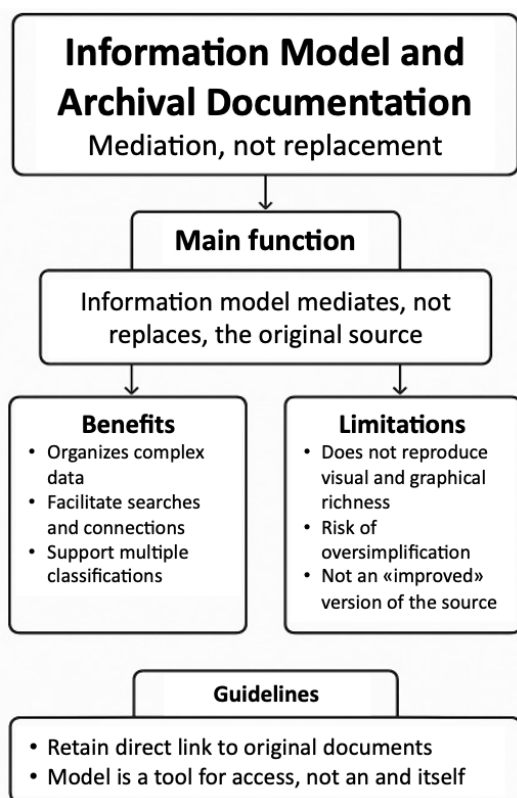 Information Model and
Archival Documentation
Mediation, not replacement
Main function
Information model mediates, not
replaces, the original source
Benefits
• Organizes complex
data
• Facilitate searches
and connections
• Support multiple
classifications
Limitations
• Does not reproduce
visual and graphical
richness
• Risk of
oversimplification
• Not an «improved»
version of the source
Guidelines
• Retain direct link to original documents
• Model is a tool for access, not an and itself